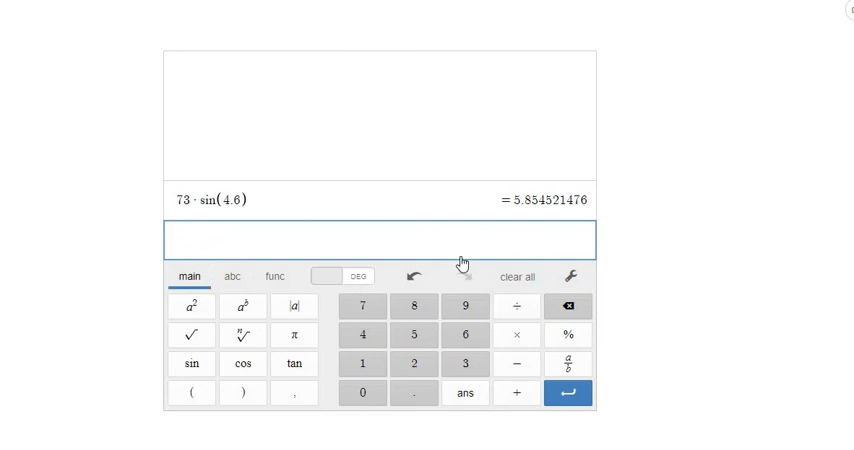 73 · sin(4.6) = 5.854521476
main abc func DEG clear all
a² aᵇ |a| 7 8 9 ÷
√ ⁿ√ π 4 5 6 × %
sin cos tan 1 2 3 − a/b
( ) , 0 . ans +